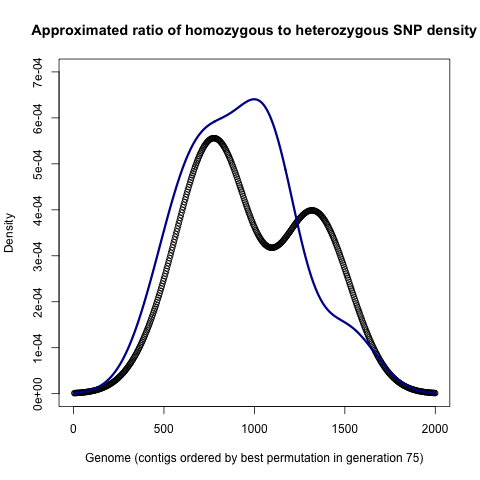 Approximated ratio of homozygous to heterozygous SNP density
7e-04
6e-04
5e-04
4e-04
3e-04
2e-04
1e-04
0e+00
Density
0 500 1000 1500 2000
Genome (contigs ordered by best permutation in generation 75)